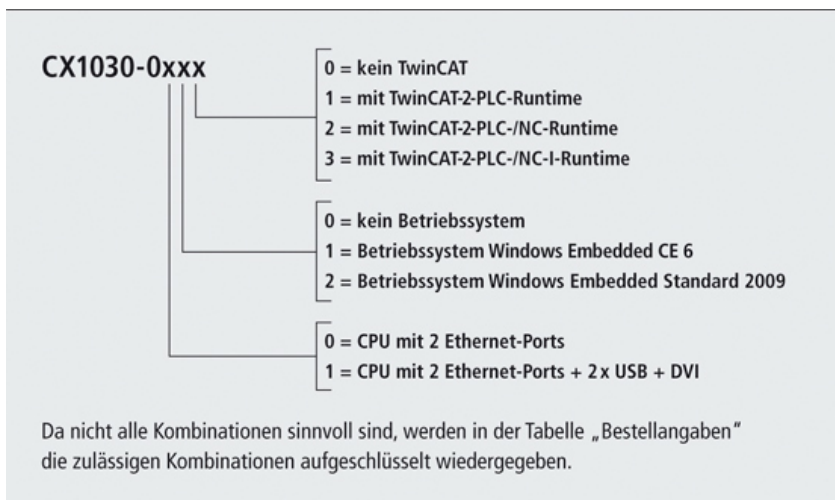 CX1030-0xxx
0 = kein TwinCAT
1 = mit TwinCAT-2-PLC-Runtime
2 = mit TwinCAT-2-PLC-/NC-Runtime
3 = mit TwinCAT-2-PLC-/NC-I-Runtime
0 = kein Betriebssystem
1 = Betriebssystem Windows Embedded CE 6
2 = Betriebssystem Windows Embedded Standard 2009
0 = CPU mit 2 Ethernet-Ports
1 = CPU mit 2 Ethernet-Ports + 2x USB + DVI
Da nicht alle Kombinationen sinnvoll sind, werden in der Tabelle „Bestellangaben“
die zulässigen Kombinationen aufgeschlüsselt wiedergegeben.